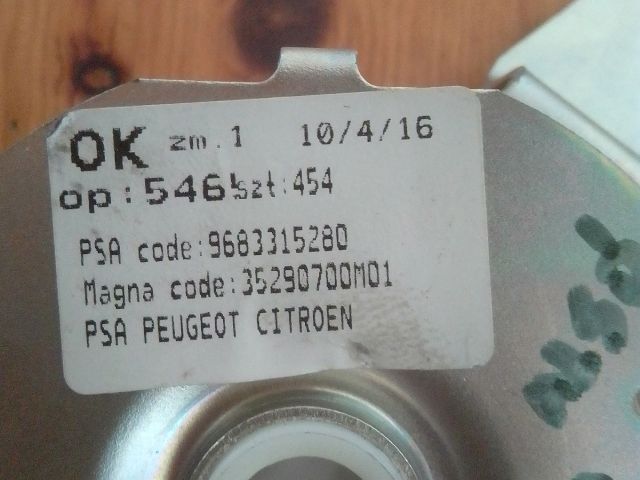 OK zm.1 10/4/16
op:546 szt:454
PSA code:9683315280
Magna code:35290700M01
PSA PEUGEOT CITROEN